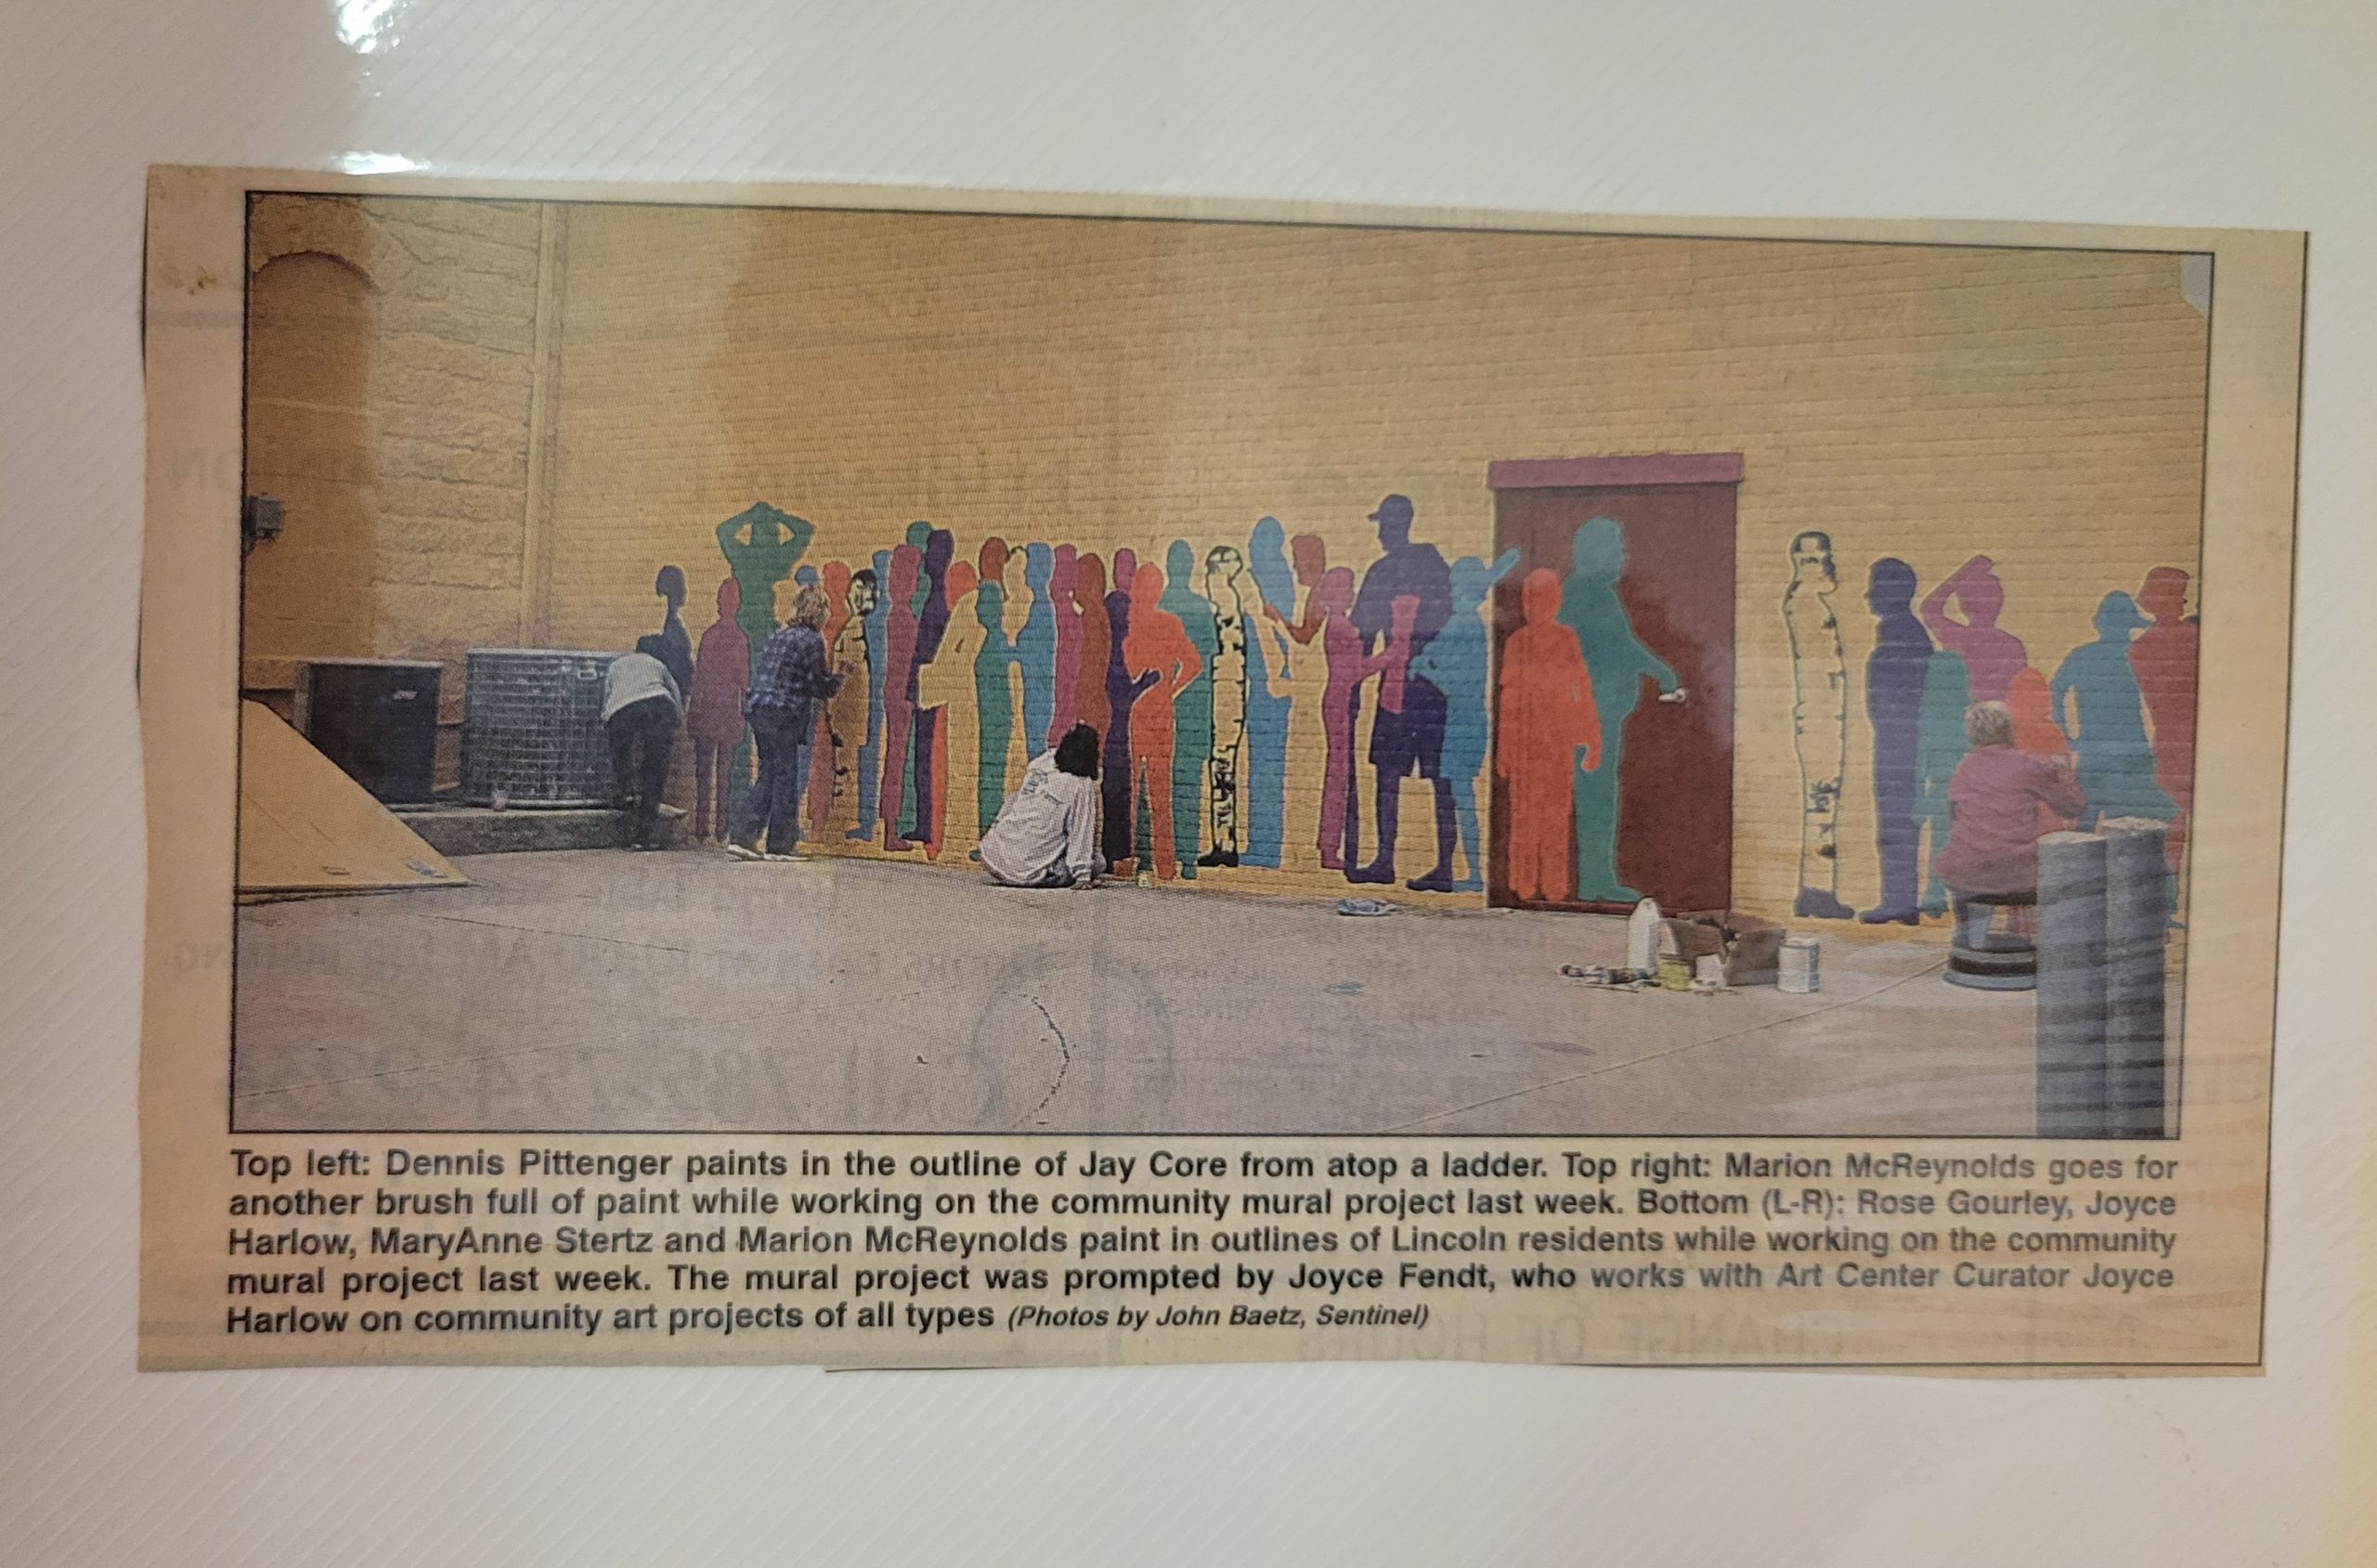 Top left: Dennis Pittenger paints in the outline of Jay Core from atop a ladder. Top right: Marion McReynolds goes for
another brush full of paint while working on the community mural project last week. Bottom (L-R): Rose Gourley, Joyce
Harlow, MaryAnne Stertz and Marion McReynolds paint in outlines of Lincoln residents while working on the community
mural project last week. The mural project was prompted by Joyce Fendt, who works with Art Center Curator Joyce
Harlow on community art projects of all types (Photos by John Baetz, Sentinel)